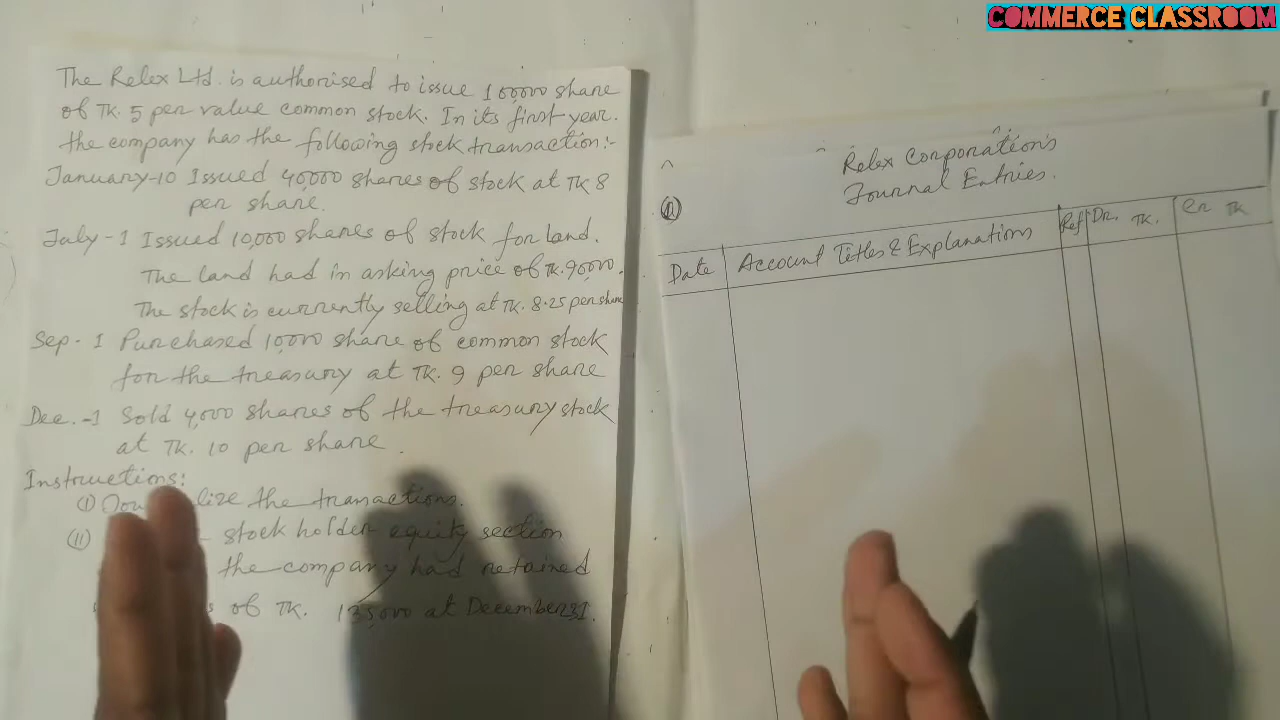 COMMERCE CLASSROOM
The Relex Ltd. is authorised to issue 100,000 share
of TK. 5 per value common stock. In its first year.
the company has the following stock transaction:-
January-10 Issued 40,000 shares of stock at TK 8
per share.
July-1 Issued 10,000 shares of stock for land.
The land had in asking price of TK. 90,000.
The stock is currently selling at TK. 8.25 per share
Sep-1 Purchased 10,000 share of common stock
for the treasury at TK. 9 per share
Dec.-1 Sold 4,000 shares of the treasury stock
at TK. 10 per share.
Instructions:
(i) the transactions.
(ii) stock holder equity section
the company had retained
of TK. 135,000 at December 31.
Relex Corporation's
Journal Entries.
Date Account Titles & Explanations Ref Dr. TK. Cr TK